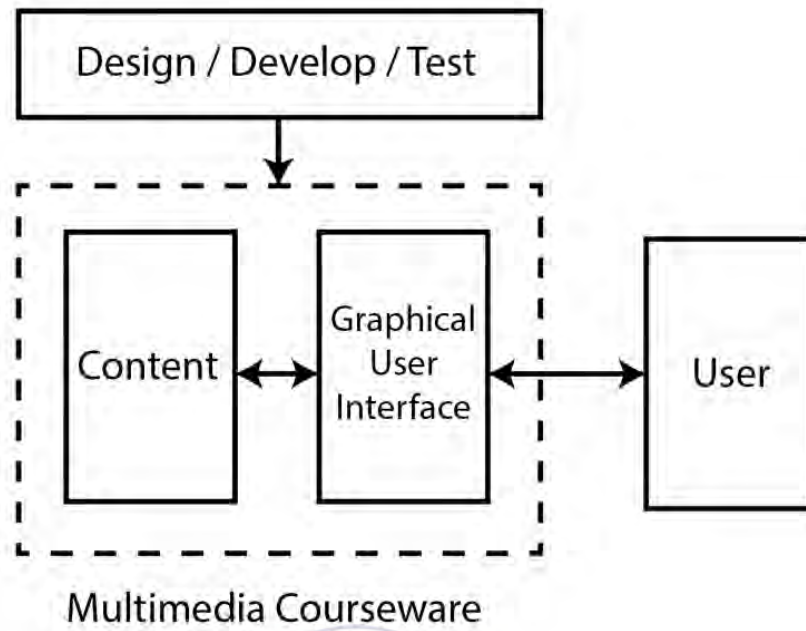 Design / Develop / Test
Content
Graphical
User
Interface
User
Multimedia Courseware